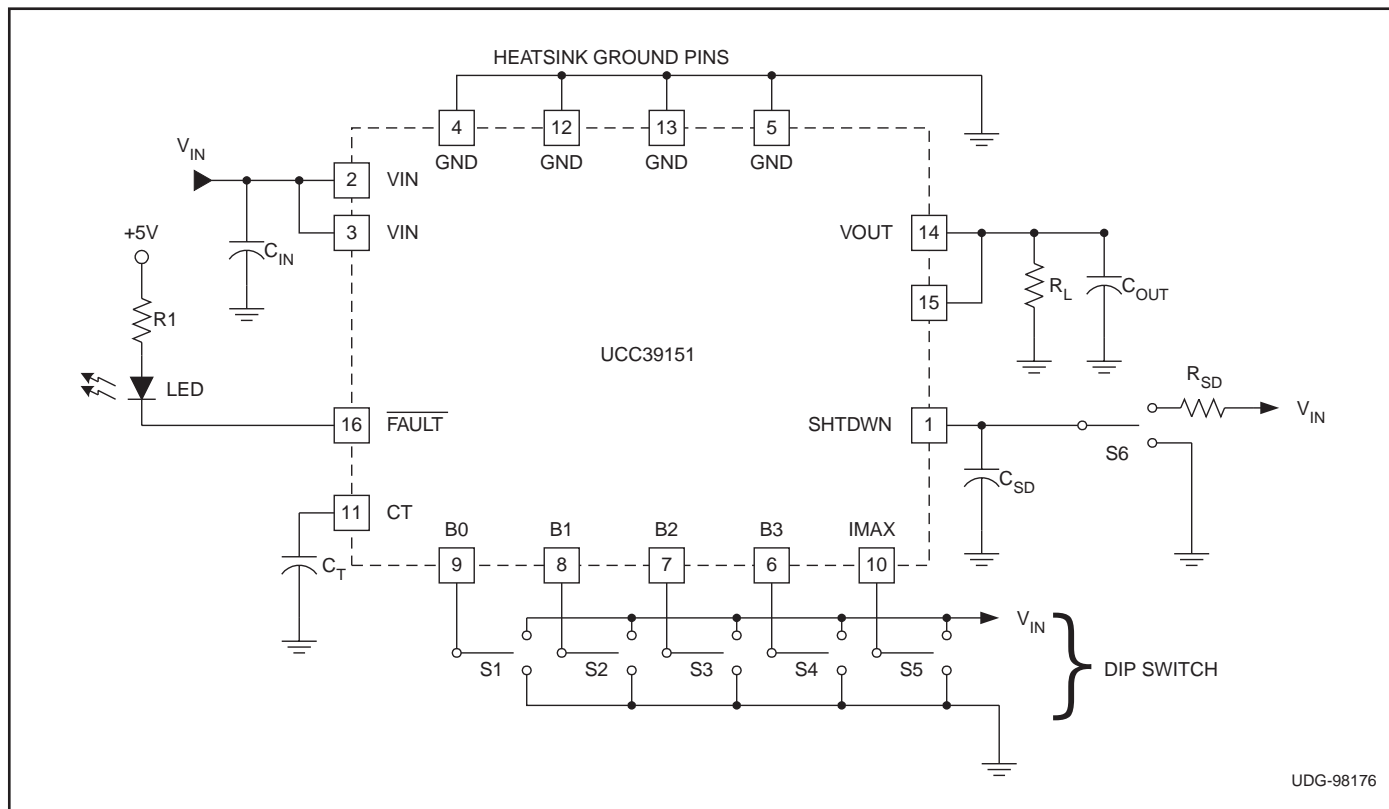 HEATSINK GROUND PINS
4 12 13 5
GND GND GND GND
V_IN
2 VIN
3 VIN
+5V
C_IN
R1
LED
16 FAULT
11 CT
C_T
UCC39151
VOUT 14
15
R_L
C_OUT
SHTDWN 1
C_SD
R_SD
V_IN
S6
B0 B1 B2 B3 IMAX
9 8 7 6 10
S1 S2 S3 S4 S5
V_IN
DIP SWITCH
UDG-98176